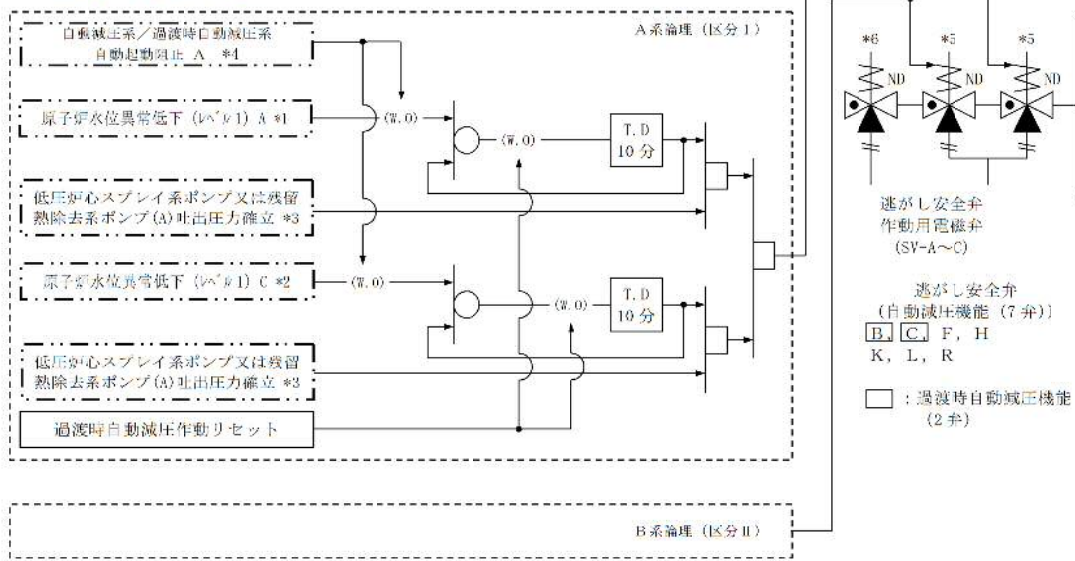 自動減圧系／過渡時自動減圧系
自動起動阻止 A *4
A系論理 (区分Ⅰ)
原子炉水位異常低下 (ﾚﾍﾞﾙ1) A *1
(W.O)
(W.O)
T.D
10分
低圧炉心スプレイ系ポンプ又は残留
熱除去系ポンプ(A)吐出圧力確立 *3
原子炉水位異常低下 (ﾚﾍﾞﾙ1) C *2
(W.O)
(W.O)
T.D
10分
低圧炉心スプレイ系ポンプ又は残留
熱除去系ポンプ(A)吐出圧力確立 *3
過渡時自動減圧作動リセット
B系論理 (区分Ⅱ)
*6
*5
*5
ND
ND
ND
逃がし安全弁
作動用電磁弁
(SV-A～C)
逃がし安全弁
(自動減圧機能 (7弁))
B, C, F, H
K, L, R
：過渡時自動減圧機能
(2弁)